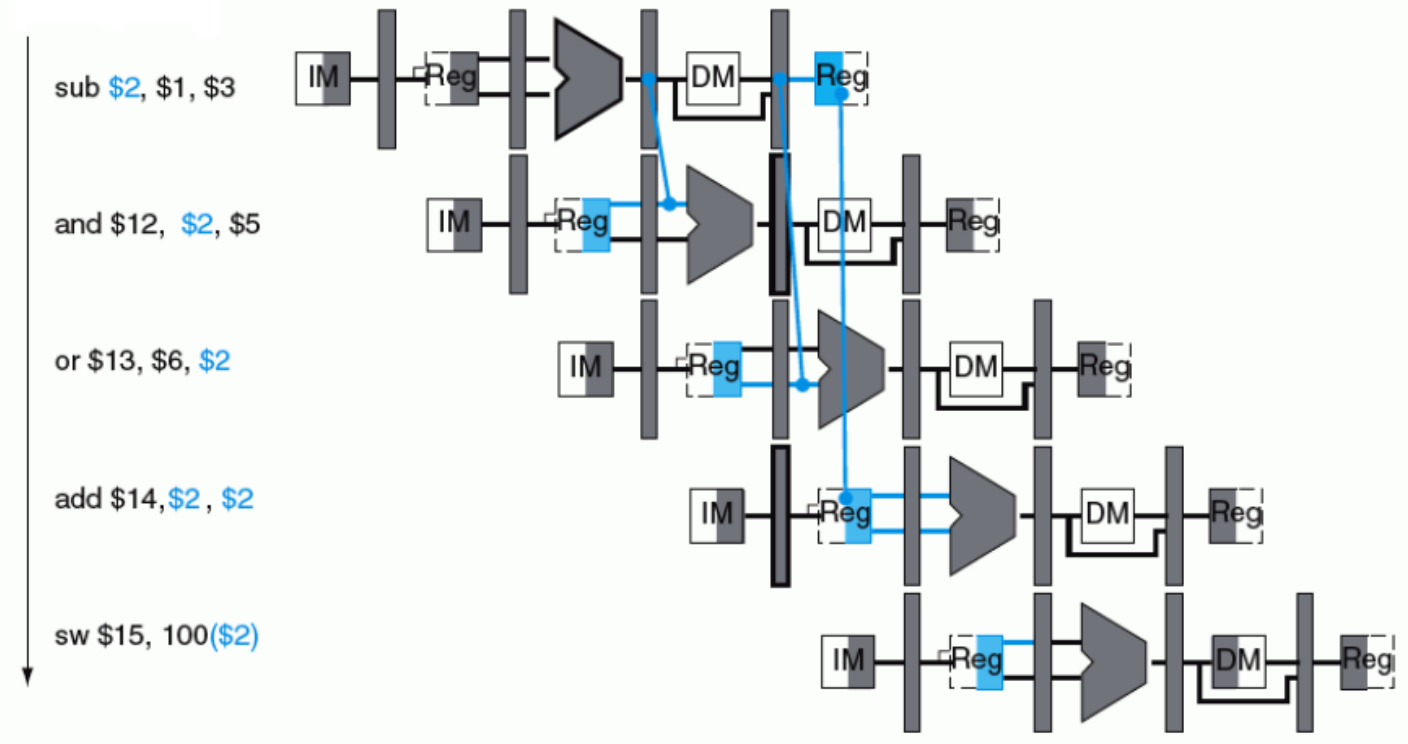 sub $2, $1, $3
IM Reg DM Reg
and $12, $2, $5
IM Reg DM Reg
or $13, $6, $2
IM Reg DM Reg
add $14,$2 , $2
IM Reg DM Reg
sw $15, 100($2)
IM Reg DM Reg